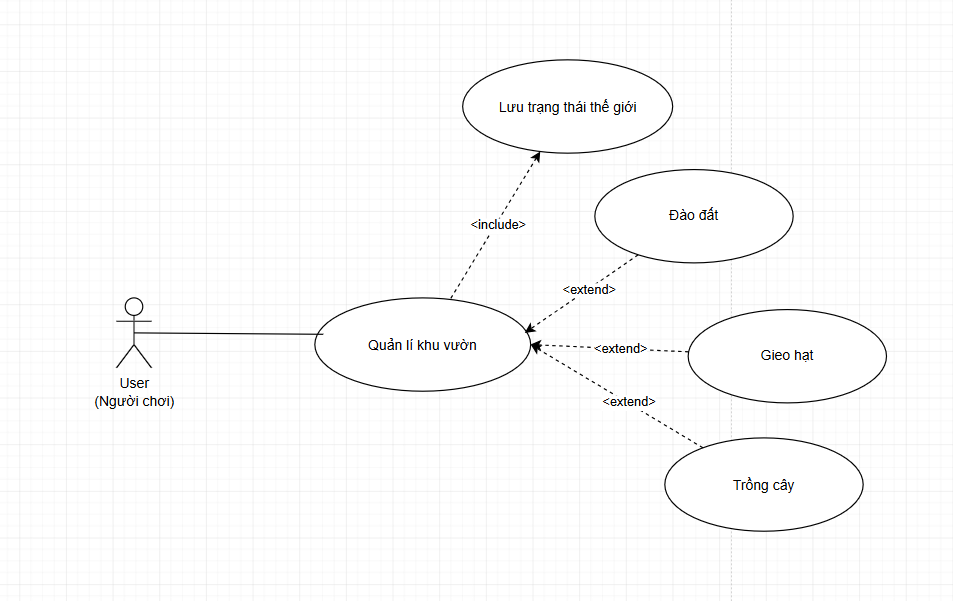 Lưu trạng thái thế giới
Đào đất
<include>
<extend>
Quản lí khu vườn
<extend>
Gieo hạt
User
(Người chơi)
<extend>
Trồng cây